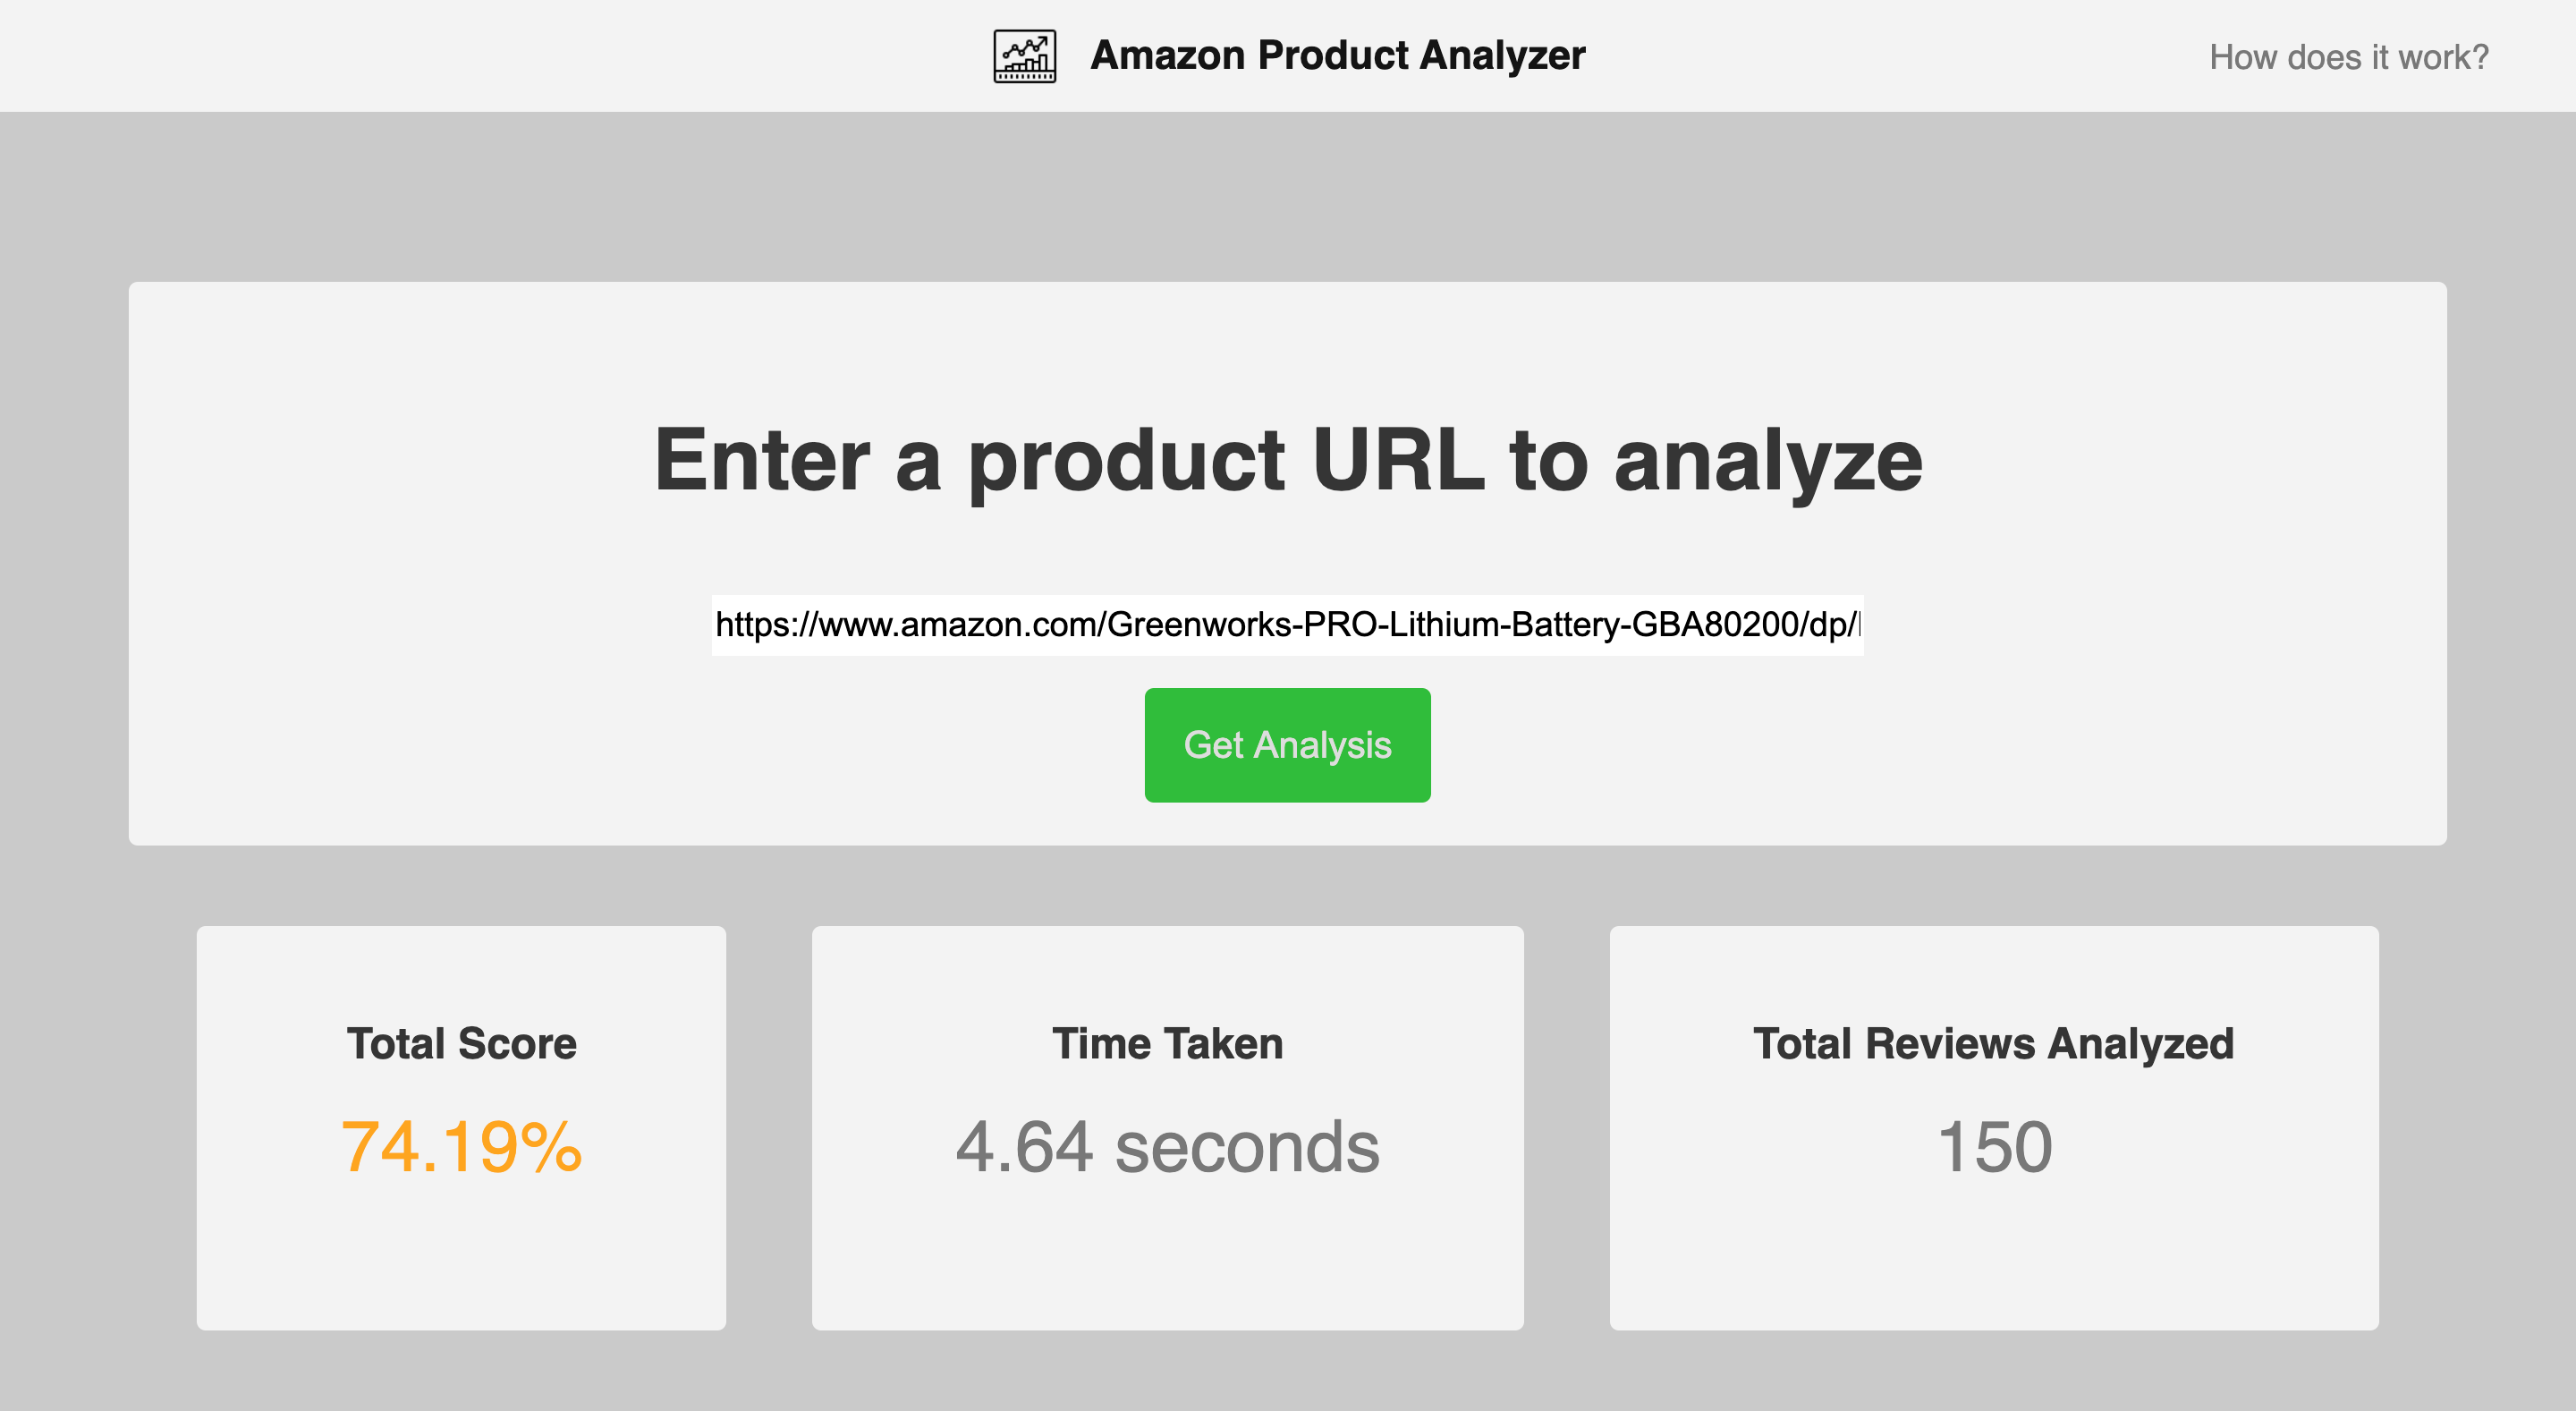 Amazon Product Analyzer
How does it work?
Enter a product URL to analyze
https://www.amazon.com/Greenworks-PRO-Lithium-Battery-GBA80200/dp/
Get Analysis
Total Score
74.19%
Time Taken
4.64 seconds
Total Reviews Analyzed
150